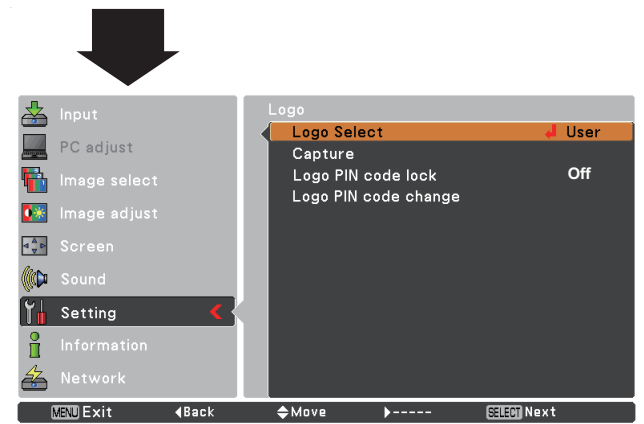 Input
PC adjust
Image select
Image adjust
Screen
Sound
Setting
Information
Network
Logo
Logo Select User
Capture
Logo PIN code lock Off
Logo PIN code change
MENU Exit Back Move ----- SELECT Next